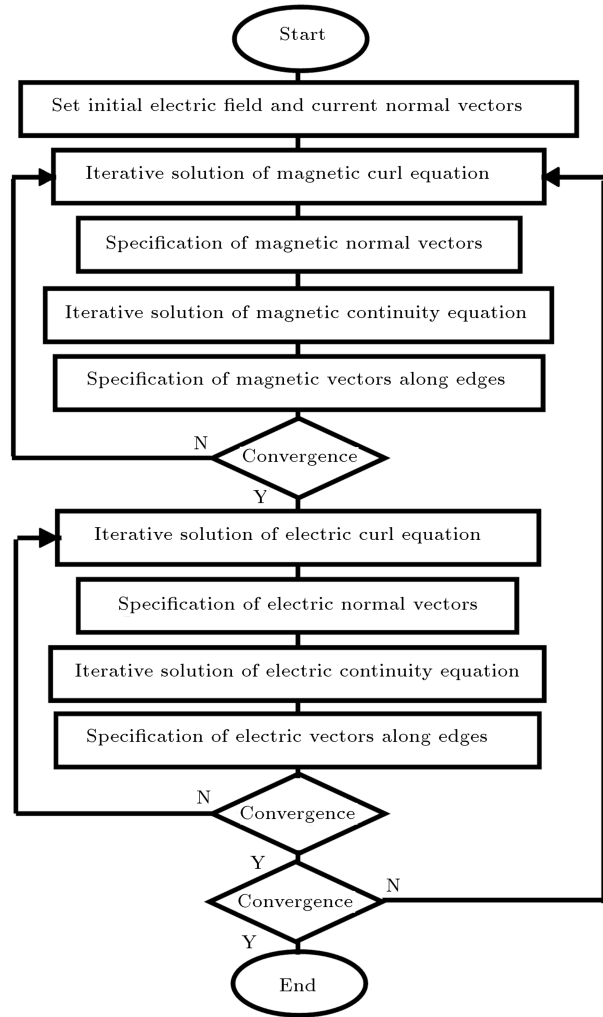 Start
Set initial electric field and current normal vectors
Iterative solution of magnetic curl equation
Specification of magnetic normal vectors
Iterative solution of magnetic continuity equation
Specification of magnetic vectors along edges
N
Convergence
Y
Iterative solution of electric curl equation
Specification of electric normal vectors
Iterative solution of electric continuity equation
Specification of electric vectors along edges
N
Convergence
Y
N
Convergence
Y
End